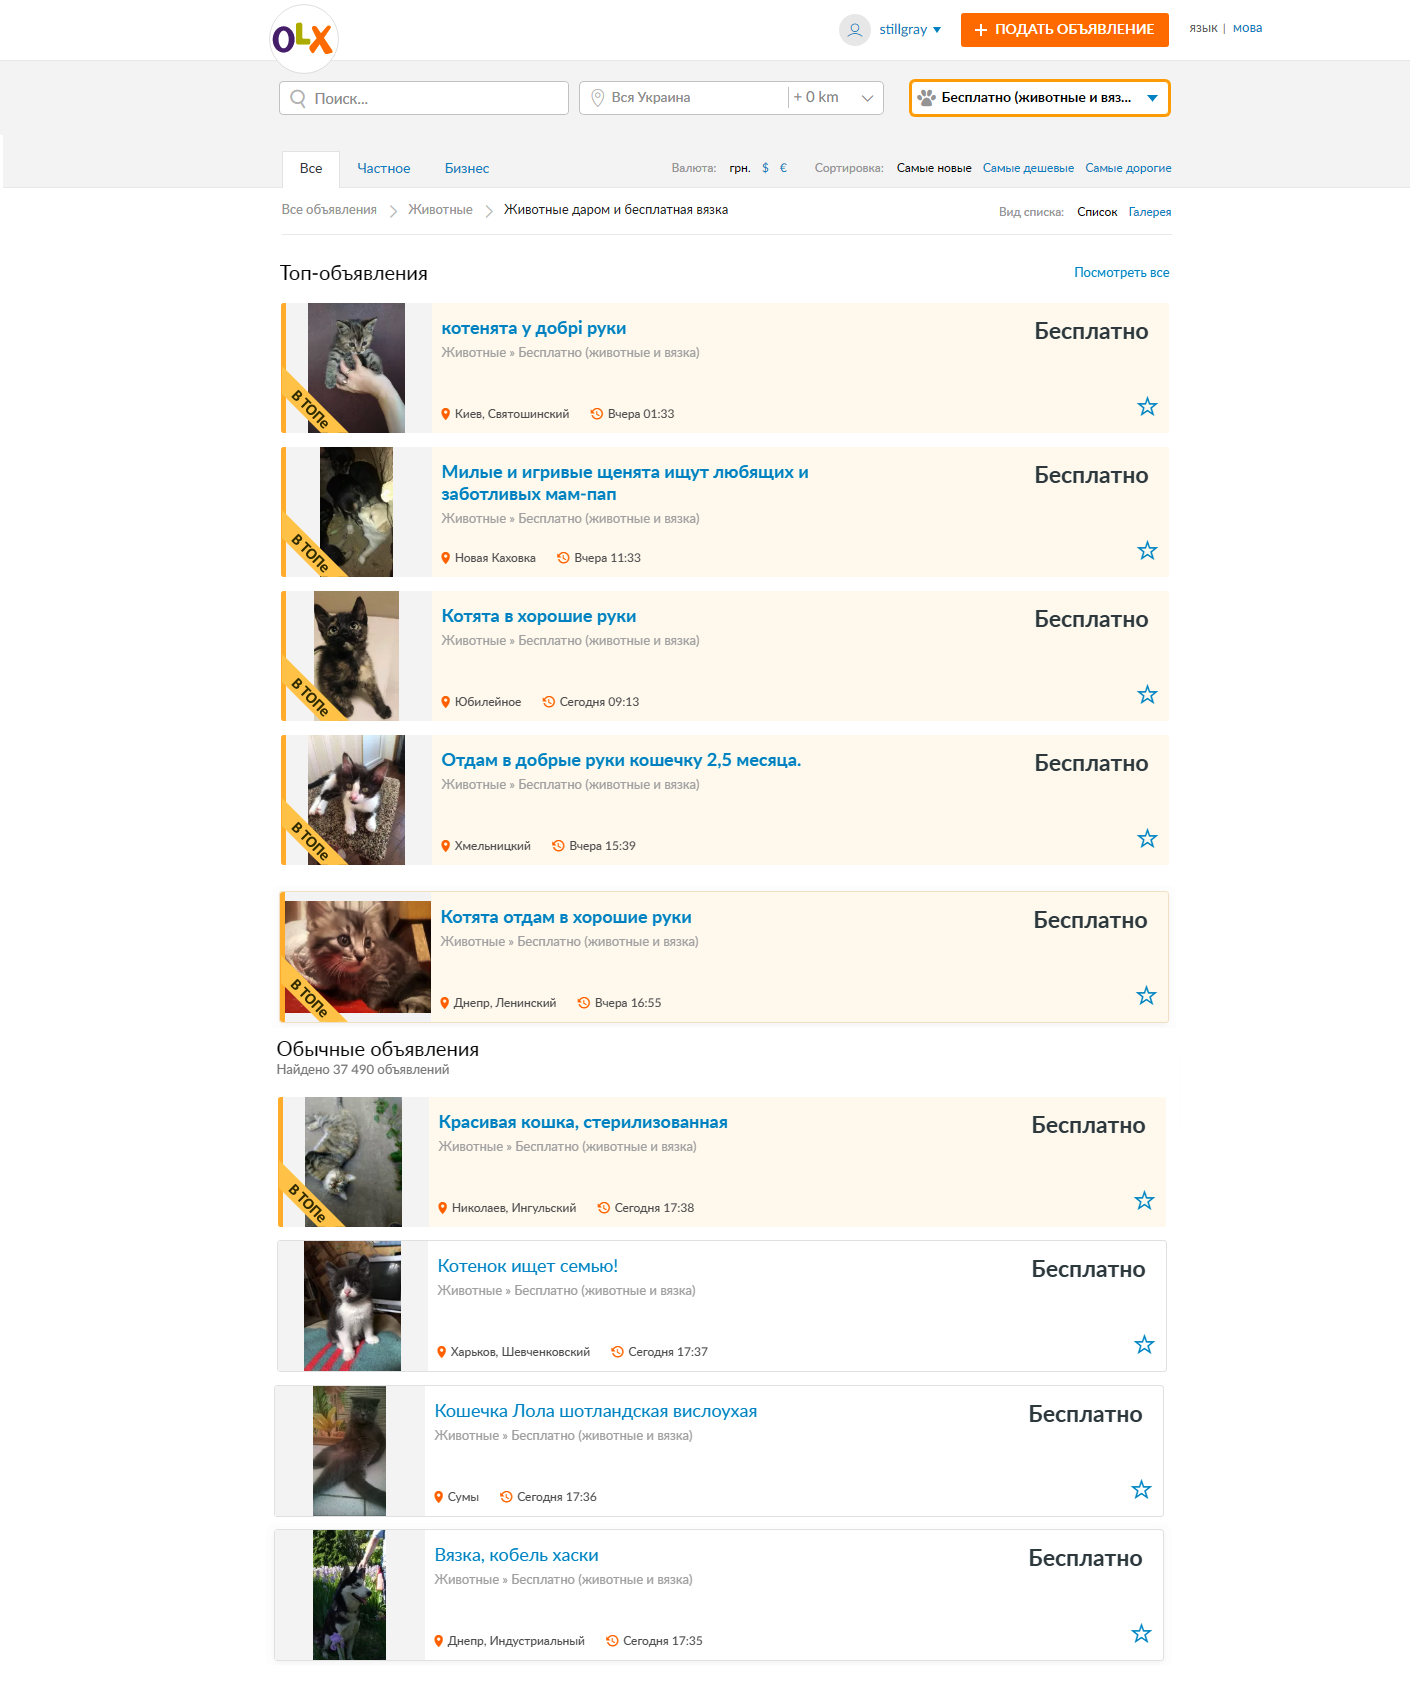 OLX
stillgray
+ ПОДАТЬ ОБЪЯВЛЕНИЕ
язык | мова
Поиск...
Вся Украина
+ 0 km
Бесплатно (животные и вяз...
Все
Частное
Бизнес
Валюта: грн. $ €
Сортировка: Самые новые Самые дешевые Самые дорогие
Все объявления
Животные
Животные даром и бесплатная вязка
Вид списка: Список Галерея
Топ-объявления
Посмотреть все
котенята у добрі руки
Бесплатно
Животные » Бесплатно (животные и вязка)
В ТОПе
Киев, Святошинский
Вчера 01:33
Милые и игривые щенята ищут любящих и
заботливых мам-пап
Бесплатно
Животные » Бесплатно (животные и вязка)
В ТОПе
Новая Каховка
Вчера 11:33
Котята в хорошие руки
Бесплатно
Животные » Бесплатно (животные и вязка)
В ТОПе
Юбилейное
Сегодня 09:13
Отдам в добрые руки кошечку 2,5 месяца.
Бесплатно
Животные » Бесплатно (животные и вязка)
В ТОПе
Хмельницкий
Вчера 15:39
Котята отдам в хорошие руки
Бесплатно
Животные » Бесплатно (животные и вязка)
В ТОПе
Днепр, Ленинский
Вчера 16:55
Обычные объявления
Найдено 37 490 объявлений
Красивая кошка, стерилизованная
Бесплатно
Животные » Бесплатно (животные и вязка)
В ТОПе
Николаев, Ингульский
Сегодня 17:38
Котенок ищет семью!
Бесплатно
Животные » Бесплатно (животные и вязка)
Харьков, Шевченковский
Сегодня 17:37
Кошечка Лола шотландская вислоухая
Бесплатно
Животные » Бесплатно (животные и вязка)
Сумы
Сегодня 17:36
Вязка, кобель хаски
Бесплатно
Животные » Бесплатно (животные и вязка)
Днепр, Индустриальный
Сегодня 17:35